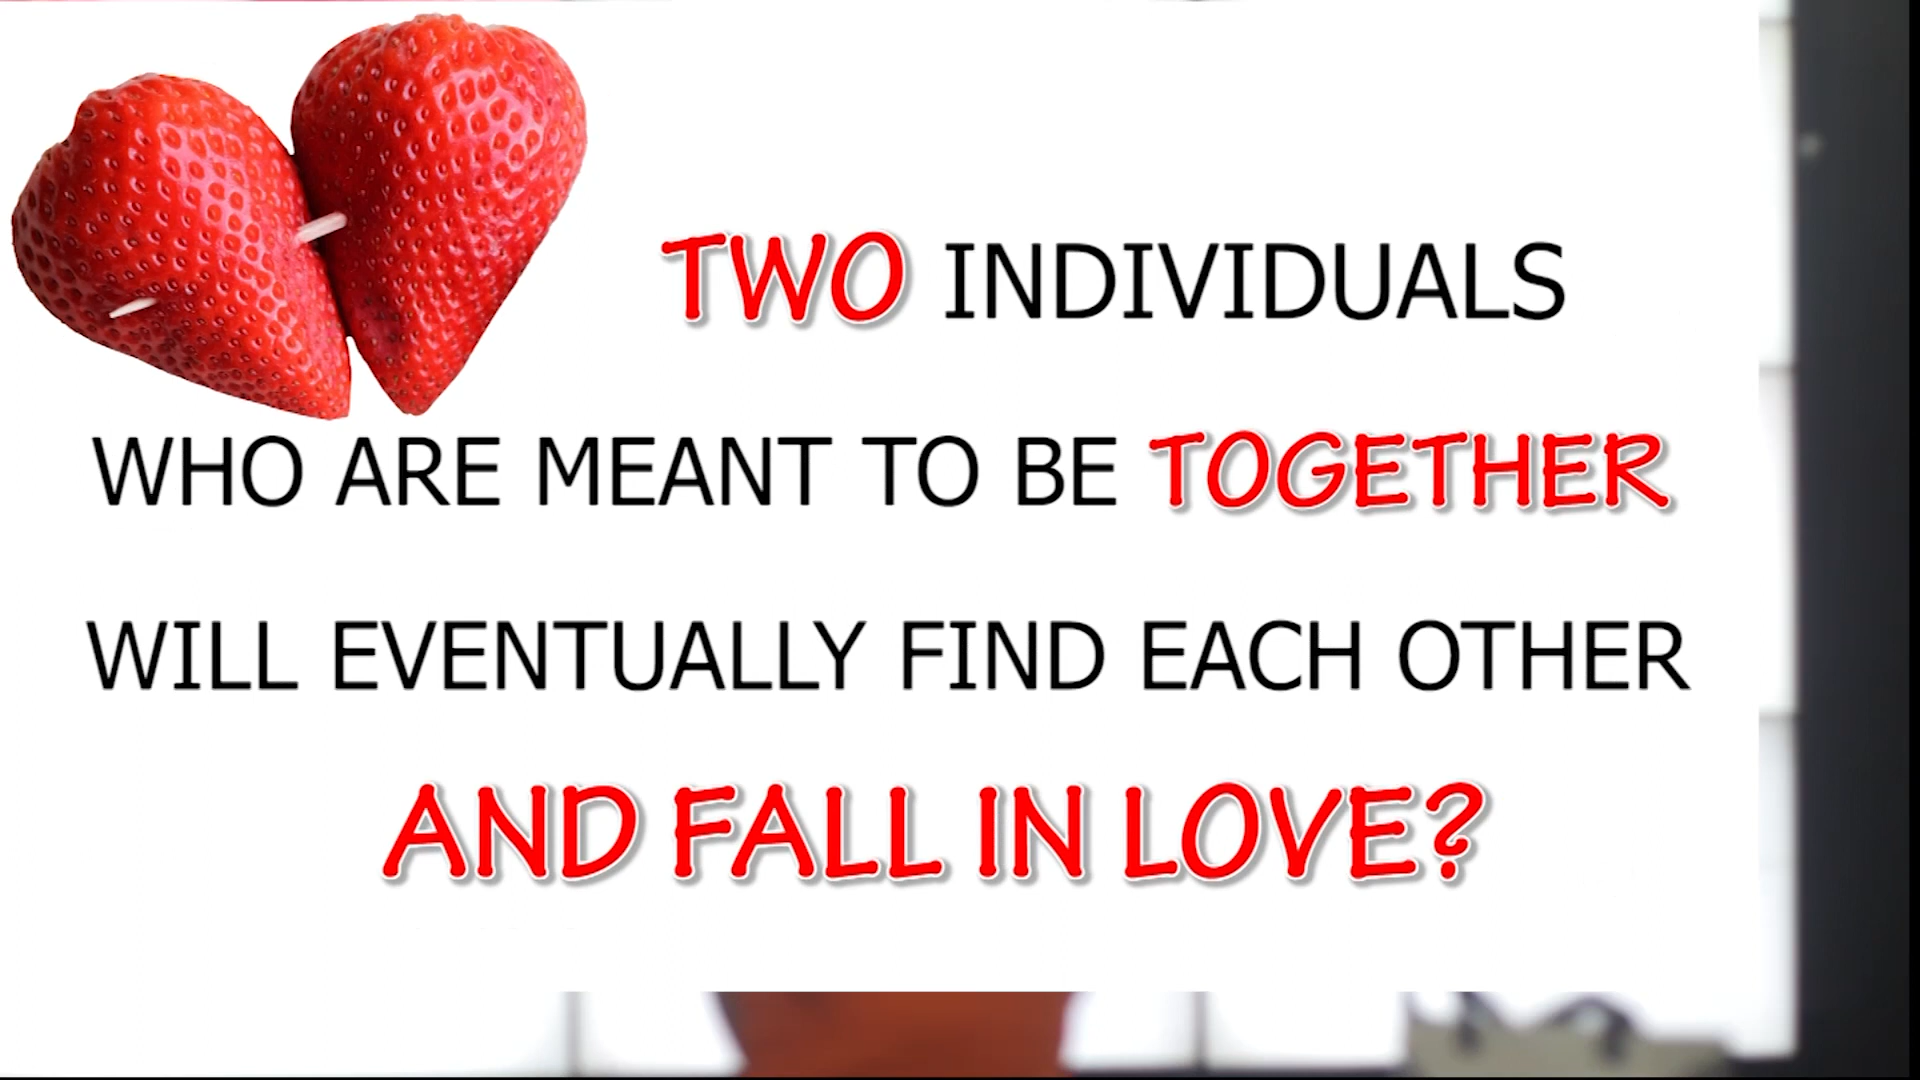 TWO INDIVIDUALS
WHO ARE MEANT TO BE TOGETHER
WILL EVENTUALLY FIND EACH OTHER
AND FALL IN LOVE?